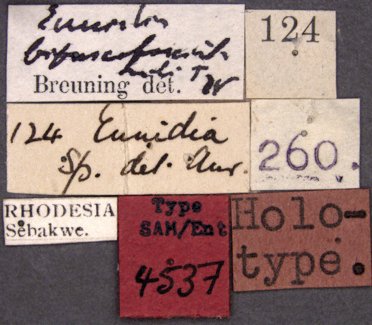 Eunidia
Breuning det.
124
124 Eunidia
Sp. det. Aur.
260.
RHODESIA
Sebakwe.
Type
SAM/Ent
4537
Holo-
type.